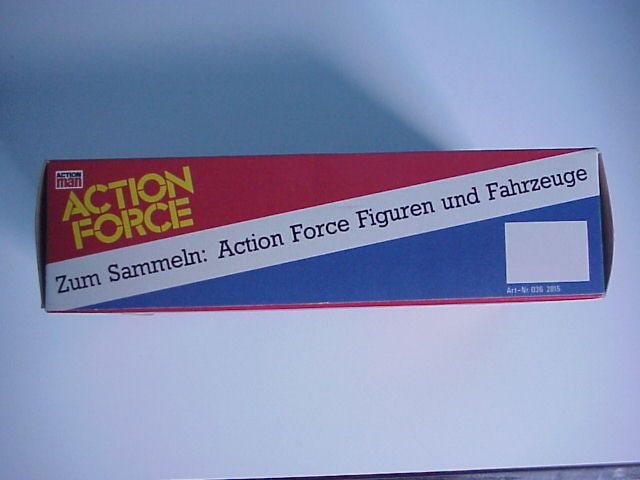 ACTION
man
ACTION
FORCE
Zum Sammeln: Action Force Figuren und Fahrzeuge
Art-Nr. 036 2015